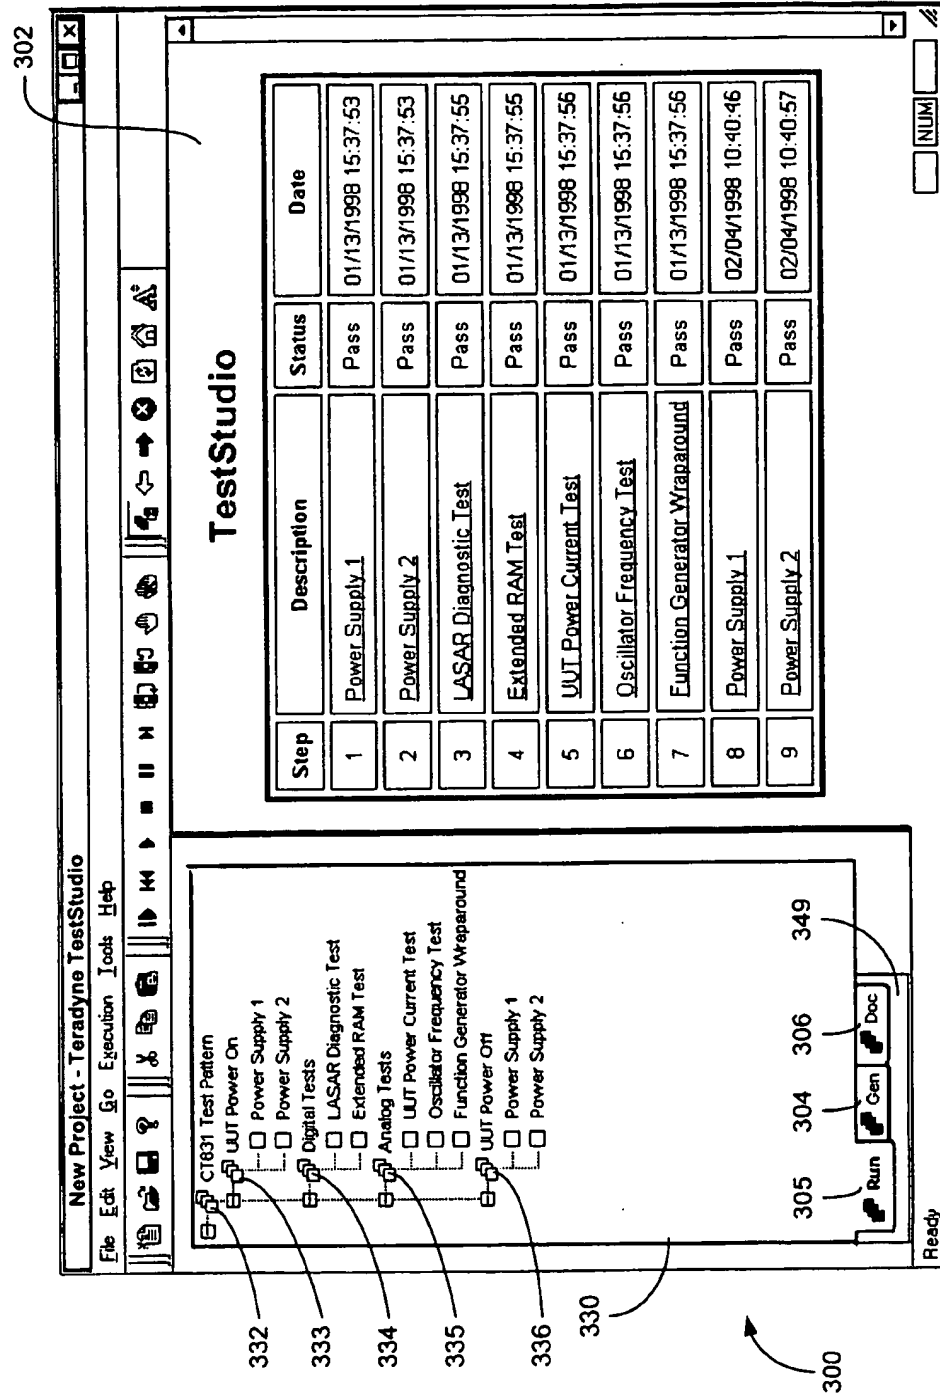 302
New Project - Teradyne TestStudio
File Edit View Go Execution Tools Help
CT831 Test Pattern
UUT Power On
Power Supply 1
Power Supply 2
Digital Tests
LASAR Diagnostic Test
Extended RAM Test
Analog Tests
UUT Power Current Test
Oscillator Frequency Test
Function Generator Wraparound
UUT Power Off
Power Supply 1
Power Supply 2
332
333
334
335
336
330
300
305
304
306
349
Run
Gen
Doc
TestStudio
Step Description Status Date
1 Power Supply 1 Pass 01/13/1998 15:37:53
2 Power Supply 2 Pass 01/13/1998 15:37:53
3 LASAR Diagnostic Test Pass 01/13/1998 15:37:55
4 Extended RAM Test Pass 01/13/1998 15:37:55
5 UUT Power Current Test Pass 01/13/1998 15:37:56
6 Oscillator Frequency Test Pass 01/13/1998 15:37:56
7 Function Generator Wraparound Pass 01/13/1998 15:37:56
8 Power Supply 1 Pass 02/04/1998 10:40:46
9 Power Supply 2 Pass 02/04/1998 10:40:57
Ready
NUM